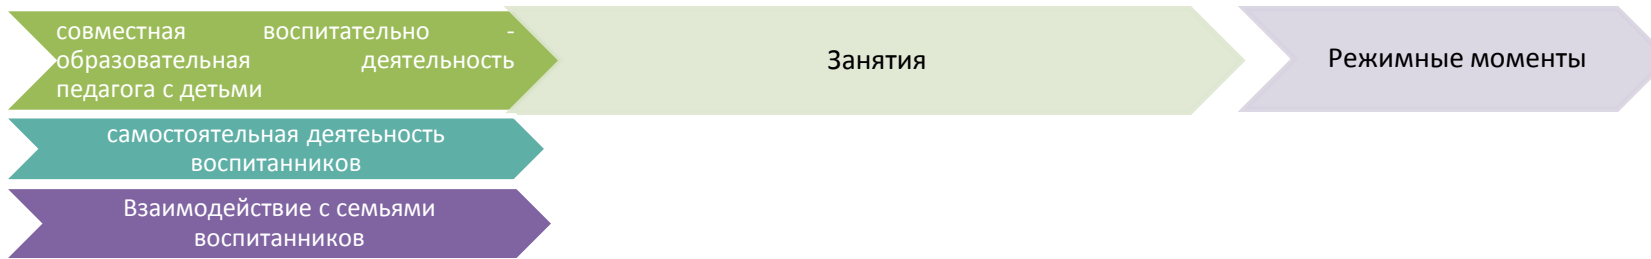 совместная воспитательно -
образовательная деятельность
педагога с детьми
Занятия
Режимные моменты
самостоятельная деятеьность
воспитанников
Взаимодействие с семьями
воспитанников